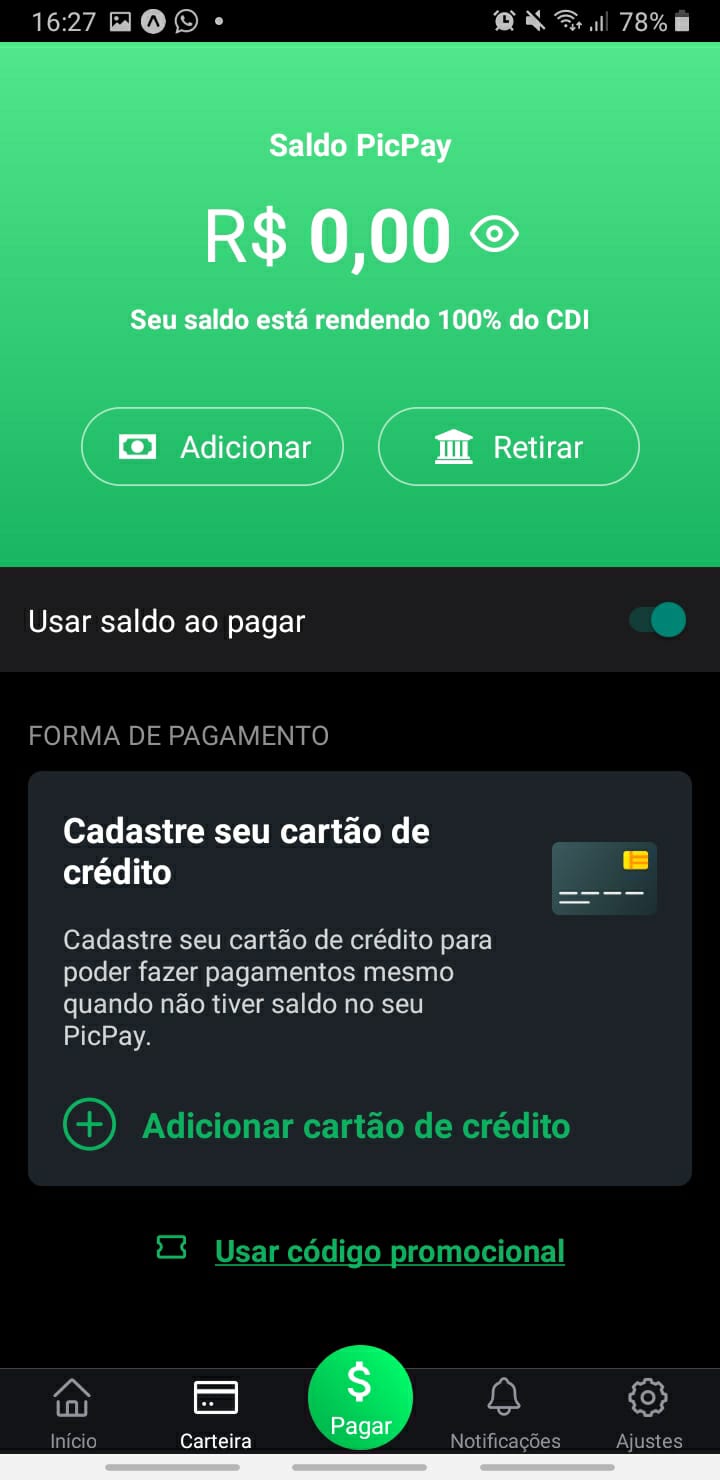 16:27 78%
Saldo PicPay
R$ 0,00
Seu saldo está rendendo 100% do CDI
Adicionar Retirar
Usar saldo ao pagar
FORMA DE PAGAMENTO
Cadastre seu cartão de
crédito
Cadastre seu cartão de crédito para
poder fazer pagamentos mesmo
quando não tiver saldo no seu
PicPay.
Adicionar cartão de crédito
Usar código promocional
$
Início Carteira Pagar Notificações Ajustes